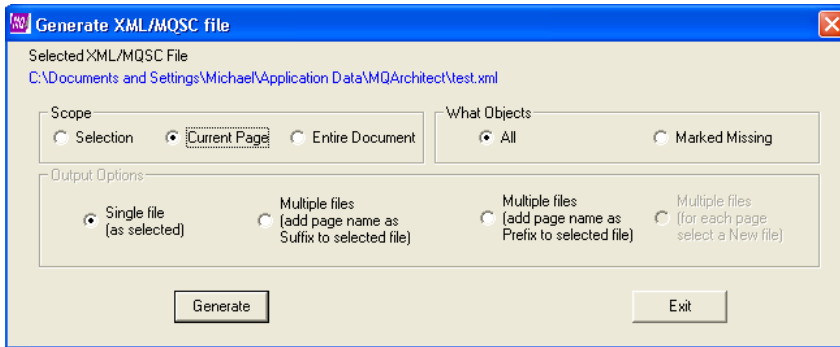 MQ
Generate XML/MQSC file
Selected XML/MQSC File
C:\Documents and Settings\Michael\Application Data\MQArchitect\test.xml
Scope
Selection
Current Page
Entire Document
What Objects
All
Marked Missing
Output Options
Single file
(as selected)
Multiple files
(add page name as
Suffix to selected file)
Multiple files
(add page name as
Prefix to selected file)
Multiple files
(for each page
select a New file)
Generate
Exit